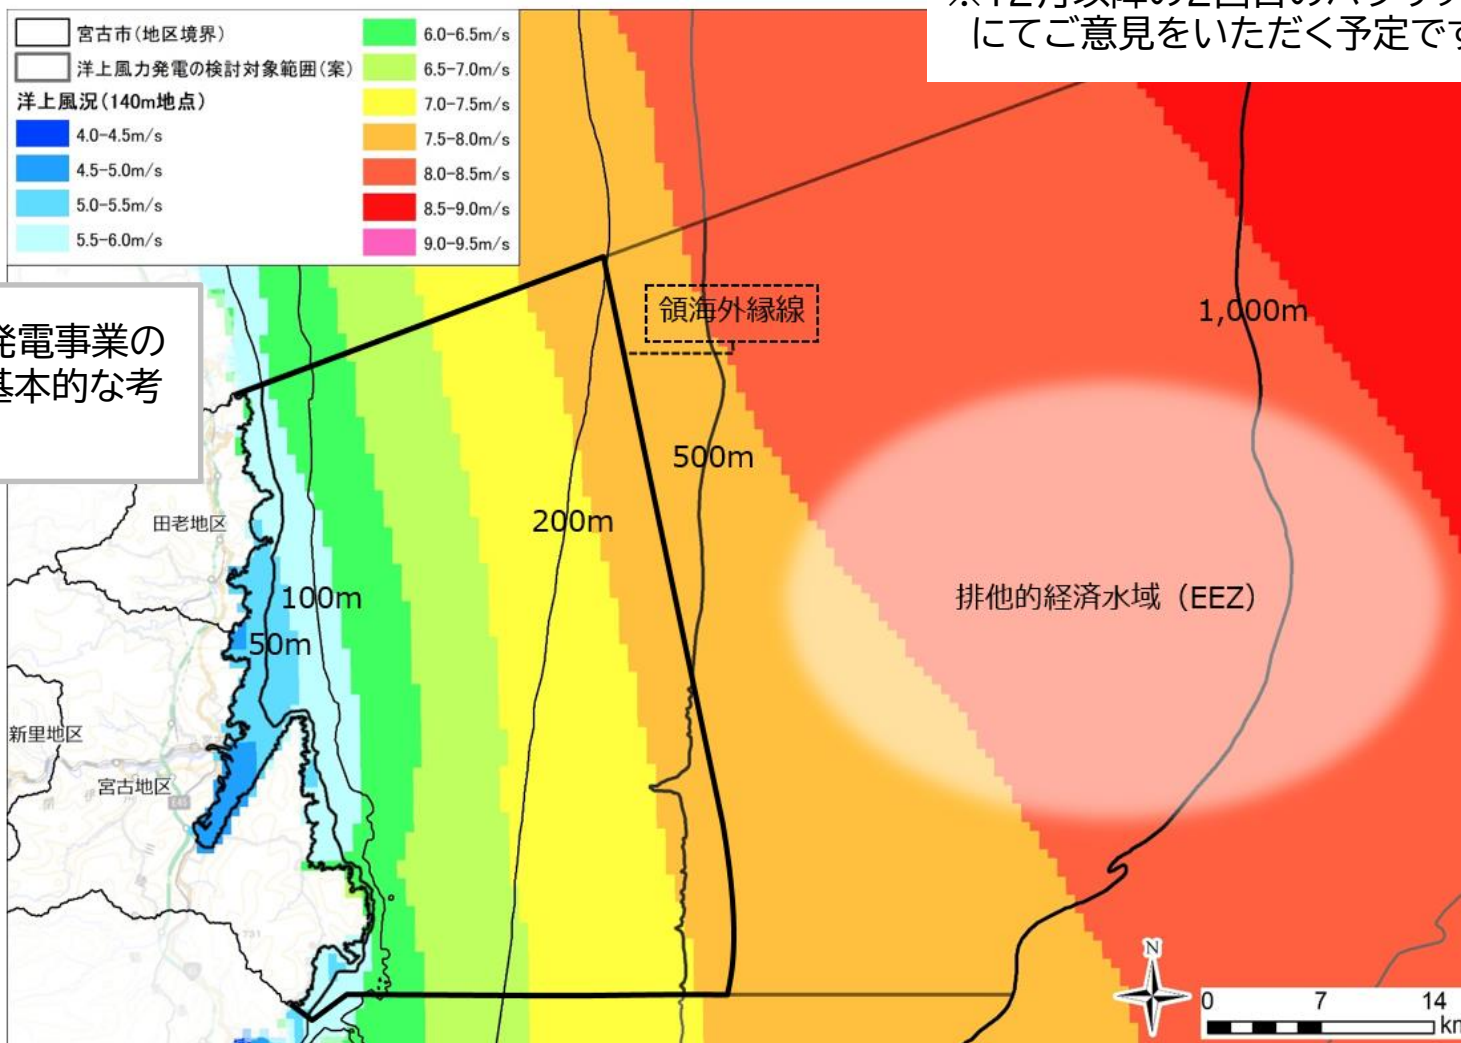 にてご意見をいただく予定です
宮古市(地区境界)
洋上風力発電の検討対象範囲(案)
洋上風況(140m地点)
4.0-4.5m/s
4.5-5.0m/s
5.0-5.5m/s
5.5-6.0m/s
6.0-6.5m/s
6.5-7.0m/s
7.0-7.5m/s
7.5-8.0m/s
8.0-8.5m/s
8.5-9.0m/s
9.0-9.5m/s
発電事業の
基本的な考
領海外縁線
1,000m
500m
200m
田老地区
100m
50m
排他的経済水域（EEZ）
新里地区
宮古地区
E45
731
N
0 7 14
km